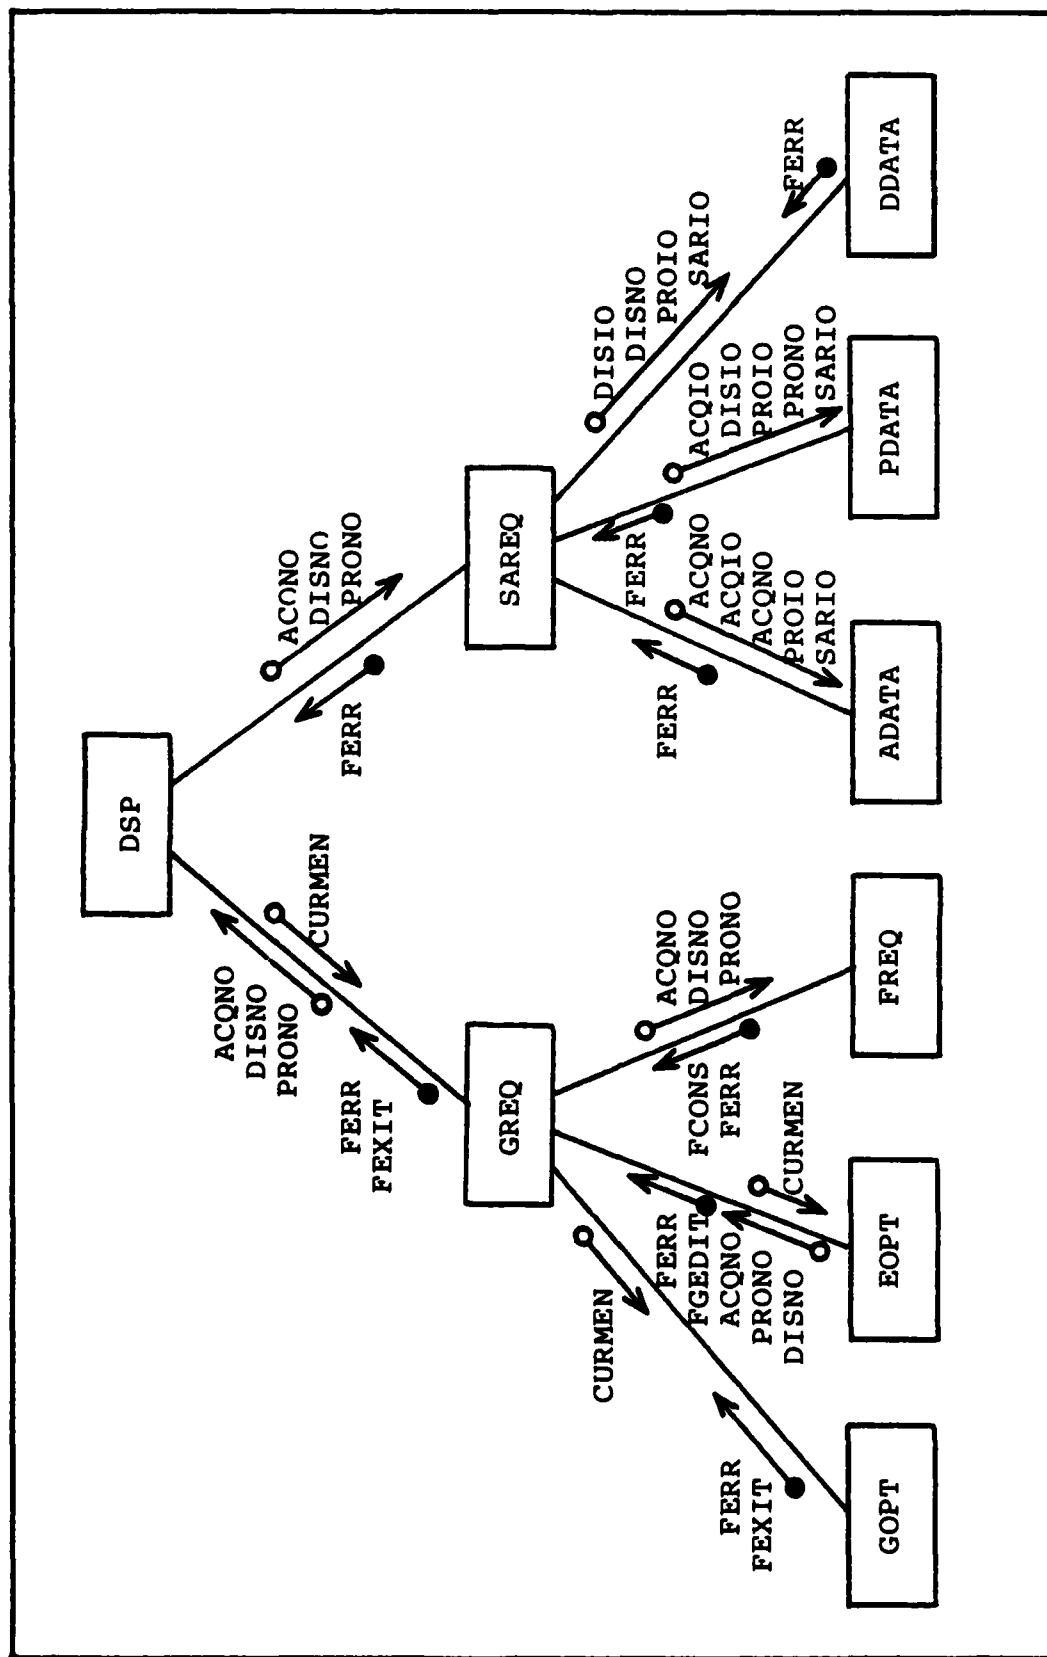 DSP
ACQNO
DISNO
PRONO
CURMEN
FERR
FEXIT
ACQNO
DISNO
PRONO
FERR
GREQ
SAREQ
CURMEN
FERR
FEXIT
FERR
FGEDIT
ACQNO
PRONO
DISNO
CURMEN
FCONS
FERR
ACQNO
DISNO
PRONO
FERR
ACQNO
ACQIO
ACQNO
PROIO
SARIO
FERR
ACQIO
DISIO
PROIO
PRONO
SARIO
DISIO
DISNO
PROIO
SARIO
FERR
GOPT
EOPT
FREQ
ADATA
PDATA
DDATA